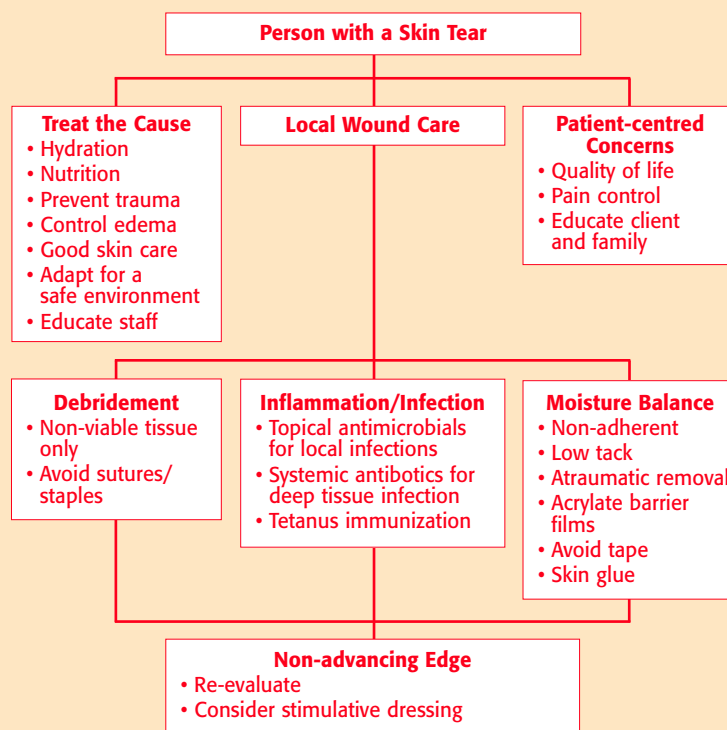 Person with a Skin Tear
Treat the Cause
• Hydration
• Nutrition
• Prevent trauma
• Control edema
• Good skin care
• Adapt for a
safe environment
• Educate staff
Local Wound Care
Patient-centred
Concerns
• Quality of life
• Pain control
• Educate client
and family
Debridement
• Non-viable tissue
only
• Avoid sutures/
staples
Inflammation/Infection
• Topical antimicrobials
for local infections
• Systemic antibotics for
deep tissue infection
• Tetanus immunization
Moisture Balance
• Non-adherent
• Low tack
• Atraumatic removal
• Acrylate barrier
films
• Avoid tape
• Skin glue
Non-advancing Edge
• Re-evaluate
• Consider stimulative dressing